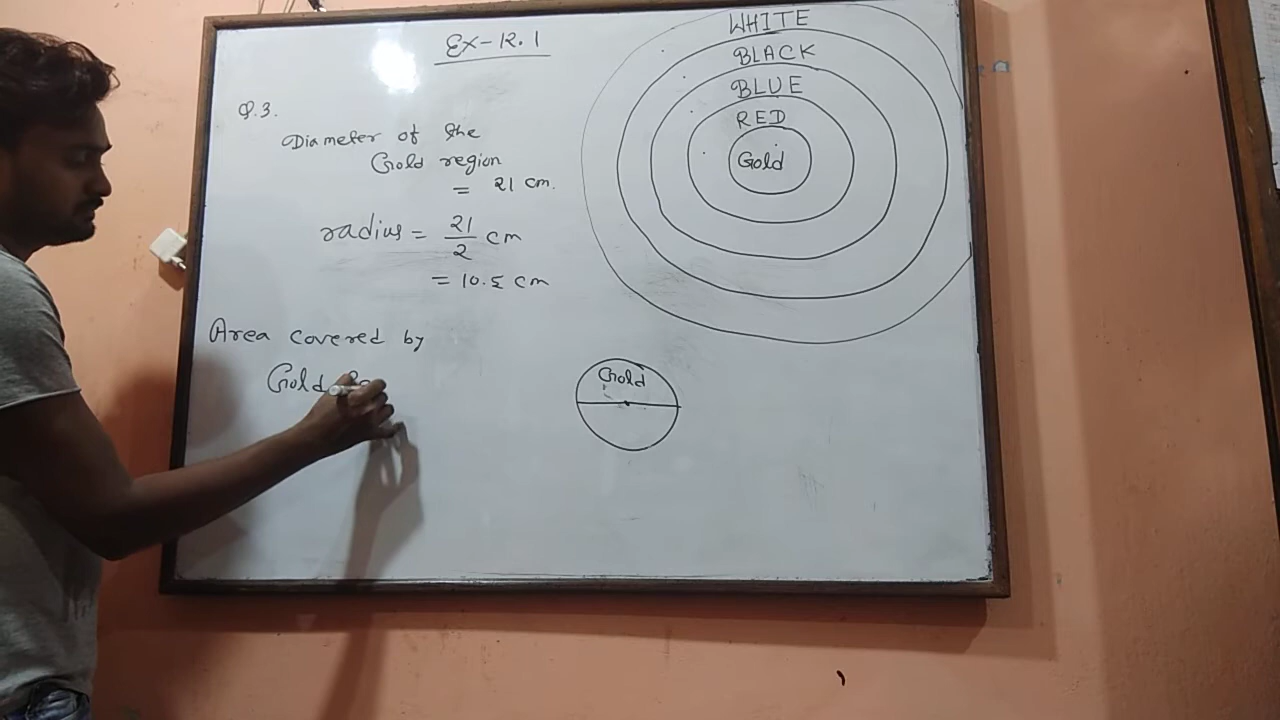 Ex-12.1
Q.3.
Diameter of the
Gold region
= 21 cm.
radius = 21/2 cm
= 10.5 cm
Area covered by
Gold
WHITE
BLACK
BLUE
RED
Gold
Gold